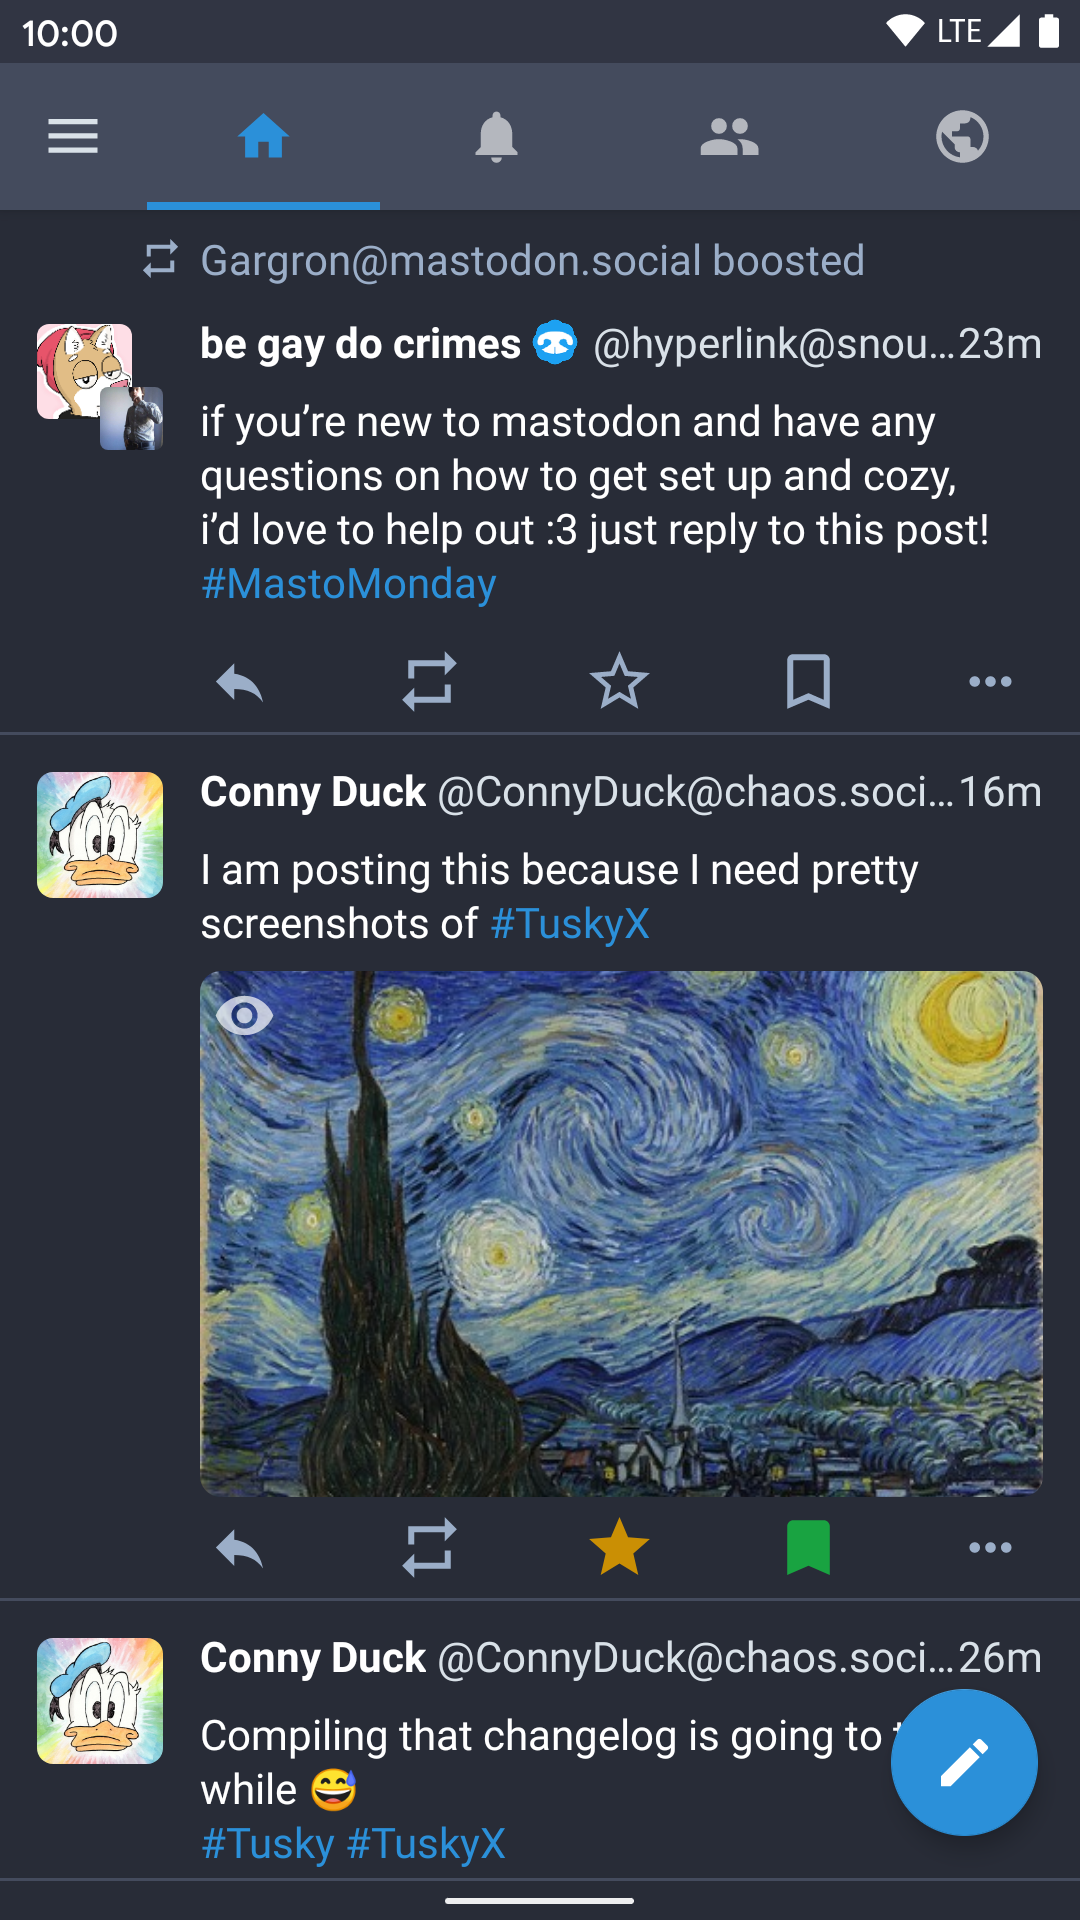 10:00 LTE
Gargron@mastodon.social boosted
be gay do crimes @hyperlink@snou…23m
if you’re new to mastodon and have any
questions on how to get set up and cozy,
i’d love to help out :3 just reply to this post!
#MastoMonday
Conny Duck @ConnyDuck@chaos.soci…16m
I am posting this because I need pretty
screenshots of #TuskyX
Conny Duck @ConnyDuck@chaos.soci…26m
Compiling that changelog is going to
while 😅
#Tusky #TuskyX